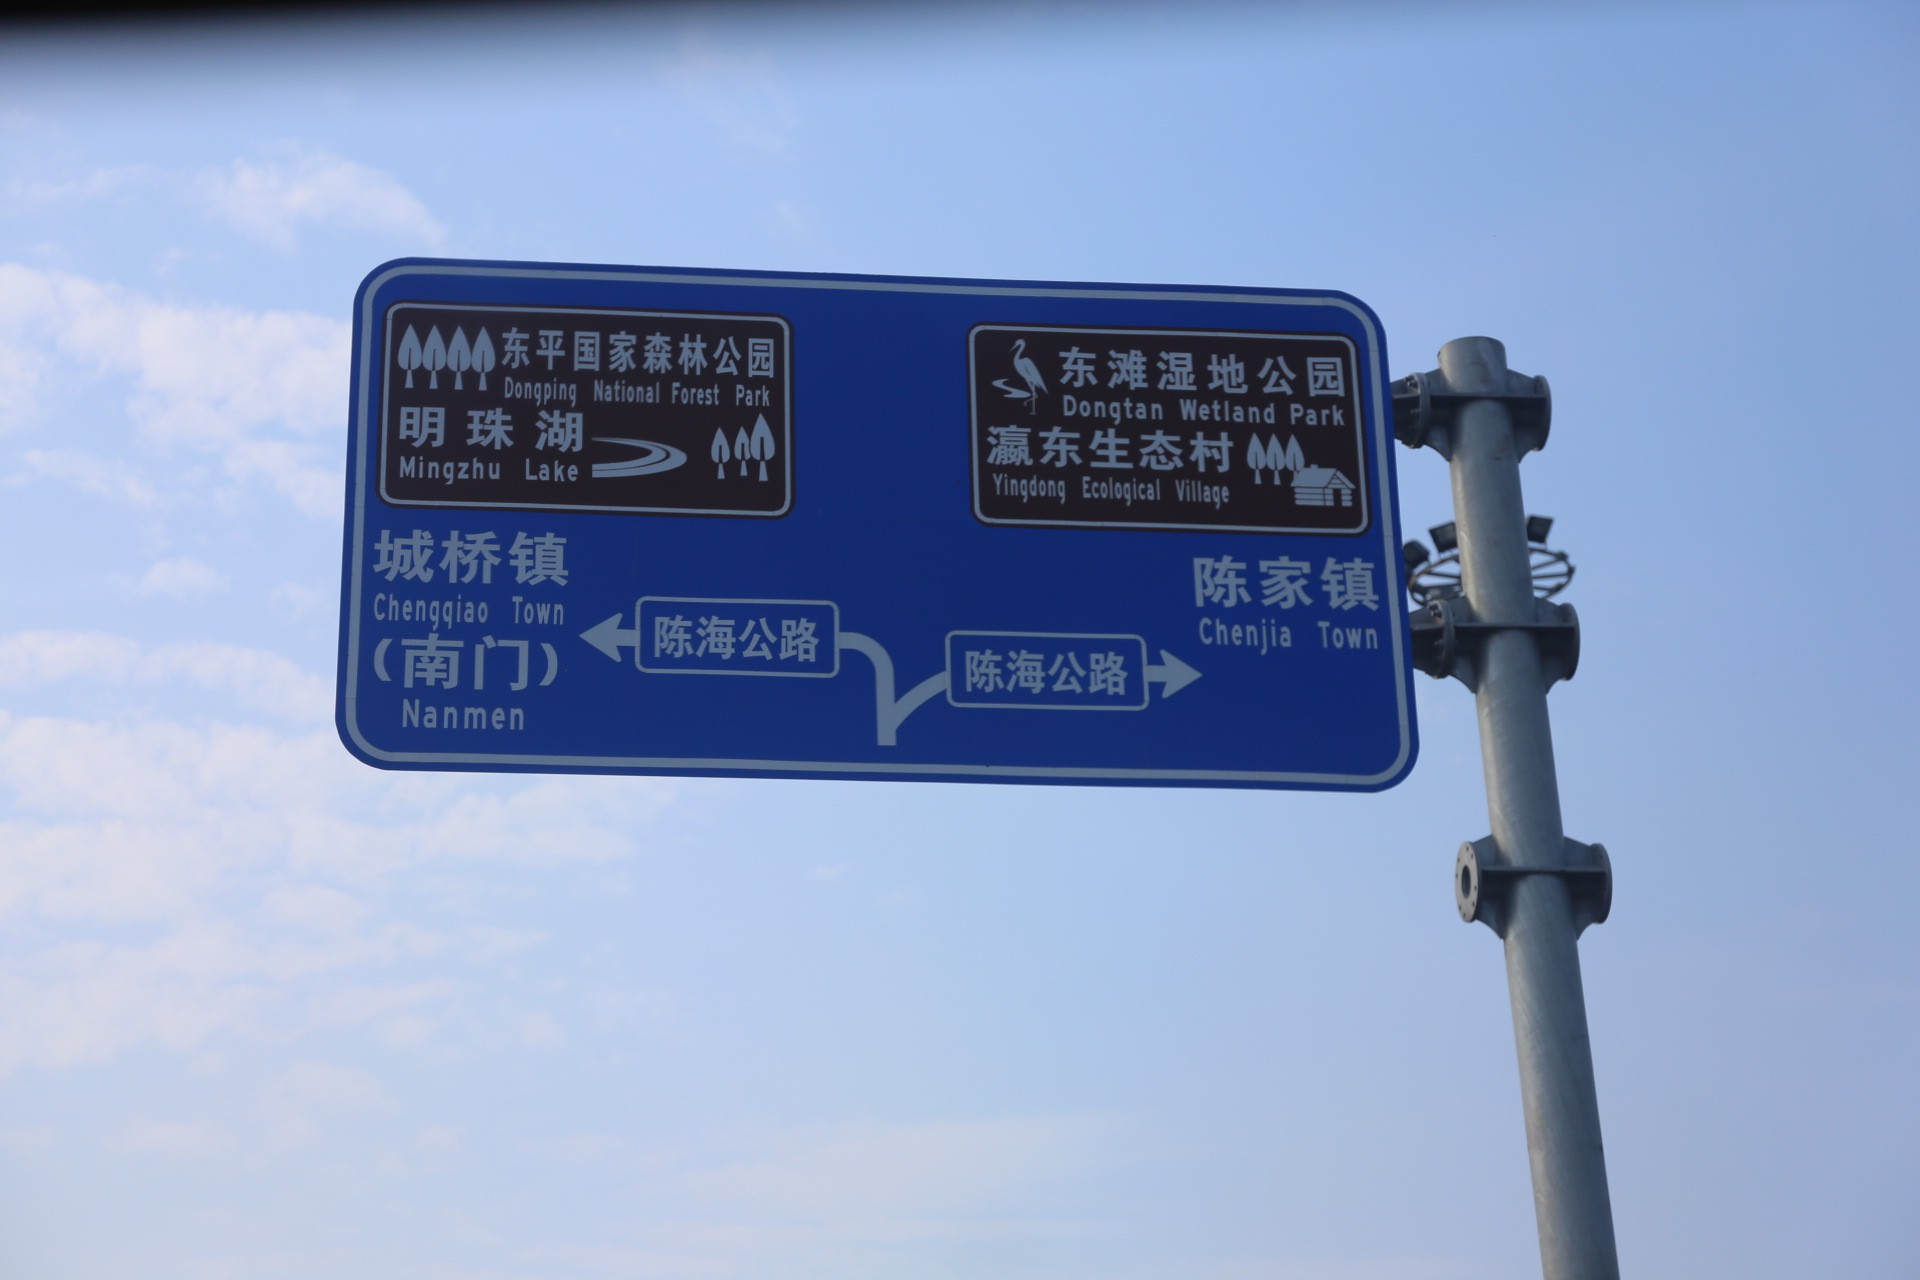 东平国家森林公园
Dongping National Forest Park
明珠湖
Mingzhu Lake
城桥镇
Chengqiao Town
(南门)
Nanmen
陈海公路
东滩湿地公园
Dongtan Wetland Park
瀛东生态村
Yingdong Ecological Village
陈家镇
Chenjia Town
陈海公路